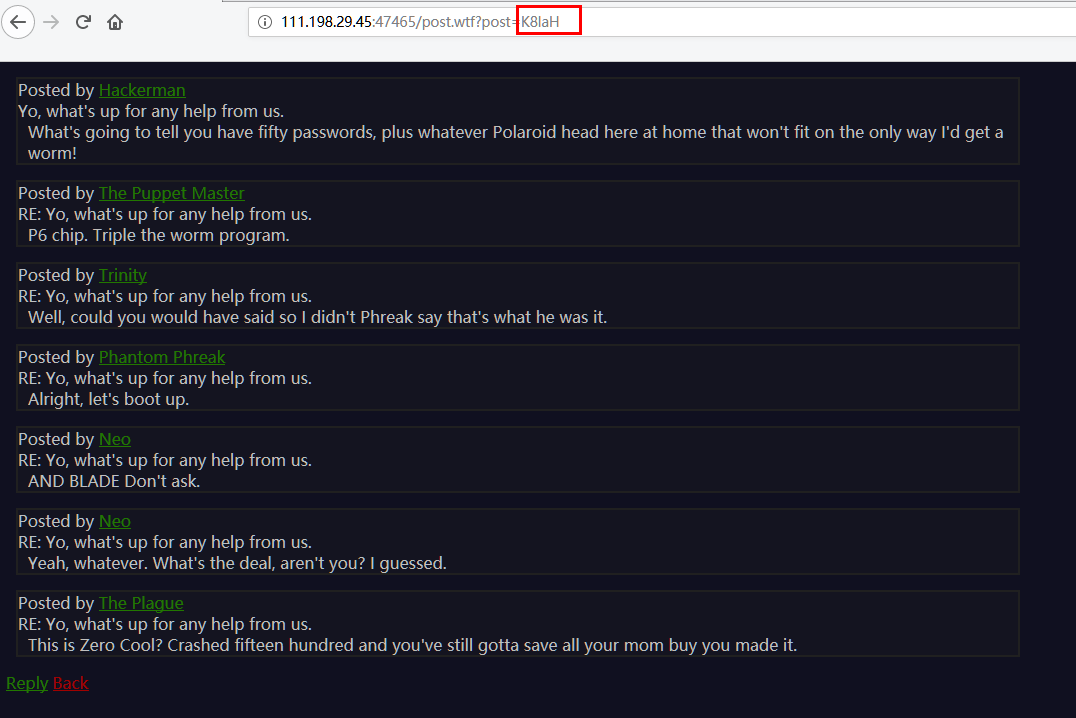 111.198.29.45:47465/post.wtf?post=K8laH
Posted by Hackerman
Yo, what's up for any help from us.
What's going to tell you have fifty passwords, plus whatever Polaroid head here at home that won't fit on the only way I'd get a
worm!
Posted by The Puppet Master
RE: Yo, what's up for any help from us.
P6 chip. Triple the worm program.
Posted by Trinity
RE: Yo, what's up for any help from us.
Well, could you would have said so I didn't Phreak say that's what he was it.
Posted by Phantom Phreak
RE: Yo, what's up for any help from us.
Alright, let's boot up.
Posted by Neo
RE: Yo, what's up for any help from us.
AND BLADE Don't ask.
Posted by Neo
RE: Yo, what's up for any help from us.
Yeah, whatever. What's the deal, aren't you? I guessed.
Posted by The Plague
RE: Yo, what's up for any help from us.
This is Zero Cool? Crashed fifteen hundred and you've still gotta save all your mom buy you made it.
Reply Back